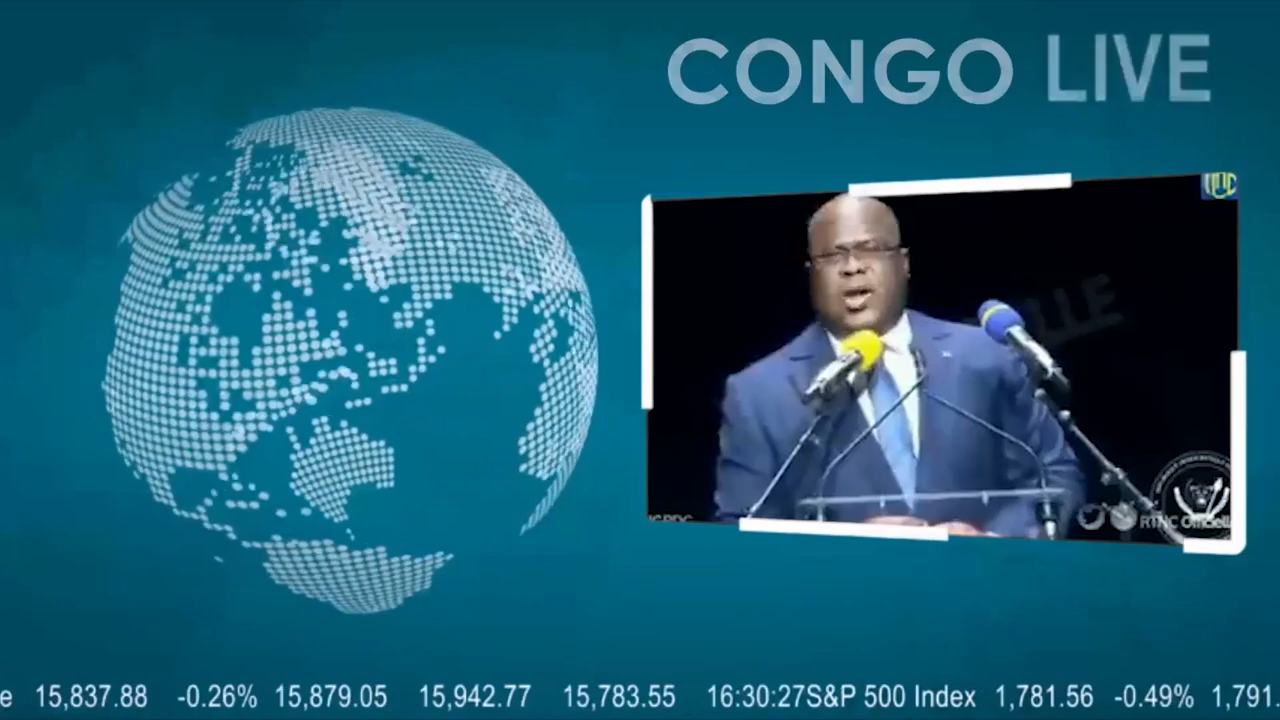 CONGO LIVE
RTNC Officiell
e 15,837.88 -0.26% 15,879.05 15,942.77 15,783.55 16:30:27S&P 500 Index 1,781.56 -0.49% 1,791.